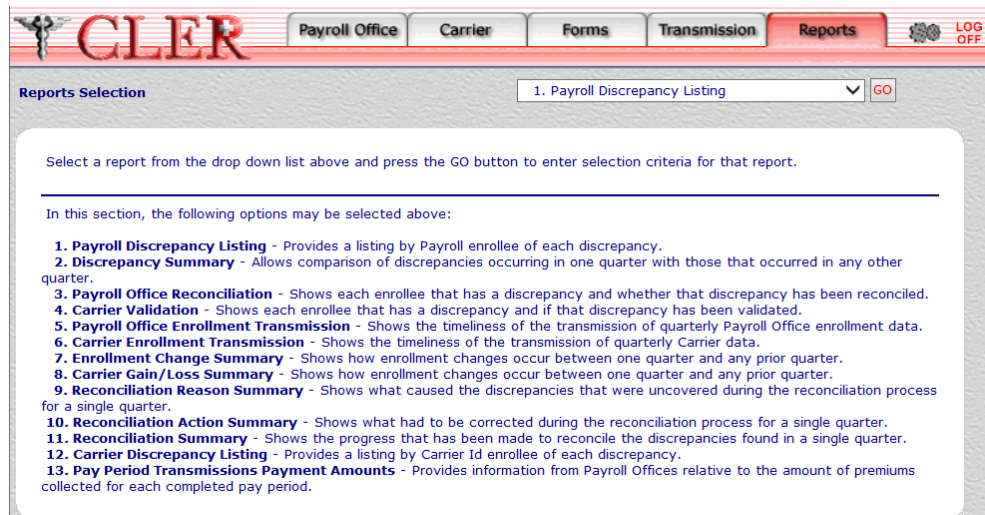 CLER
Payroll Office
Carrier
Forms
Transmission
Reports
LOG
OFF
Reports Selection
1. Payroll Discrepancy Listing
GO
Select a report from the drop down list above and press the GO button to enter selection criteria for that report.
In this section, the following options may be selected above:
1. Payroll Discrepancy Listing - Provides a listing by Payroll enrollee of each discrepancy.
2. Discrepancy Summary - Allows comparison of discrepancies occurring in one quarter with those that occurred in any other
quarter.
3. Payroll Office Reconciliation - Shows each enrollee that has a discrepancy and whether that discrepancy has been reconciled.
4. Carrier Validation - Shows each enrollee that has a discrepancy and if that discrepancy has been validated.
5. Payroll Office Enrollment Transmission - Shows the timeliness of the transmission of quarterly Payroll Office enrollment data.
6. Carrier Enrollment Transmission - Shows the timeliness of the transmission of quarterly Carrier data.
7. Enrollment Change Summary - Shows how enrollment changes occur between one quarter and any prior quarter.
8. Carrier Gain/Loss Summary - Shows how enrollment changes occur between one quarter and any prior quarter.
9. Reconciliation Reason Summary - Shows what caused the discrepancies that were uncovered during the reconciliation process
for a single quarter.
10. Reconciliation Action Summary - Shows what had to be corrected during the reconciliation process for a single quarter.
11. Reconciliation Summary - Shows the progress that has been made to reconcile the discrepancies found in a single quarter.
12. Carrier Discrepancy Listing - Provides a listing by Carrier Id enrollee of each discrepancy.
13. Pay Period Transmissions Payment Amounts - Provides information from Payroll Offices relative to the amount of premiums
collected for each completed pay period.